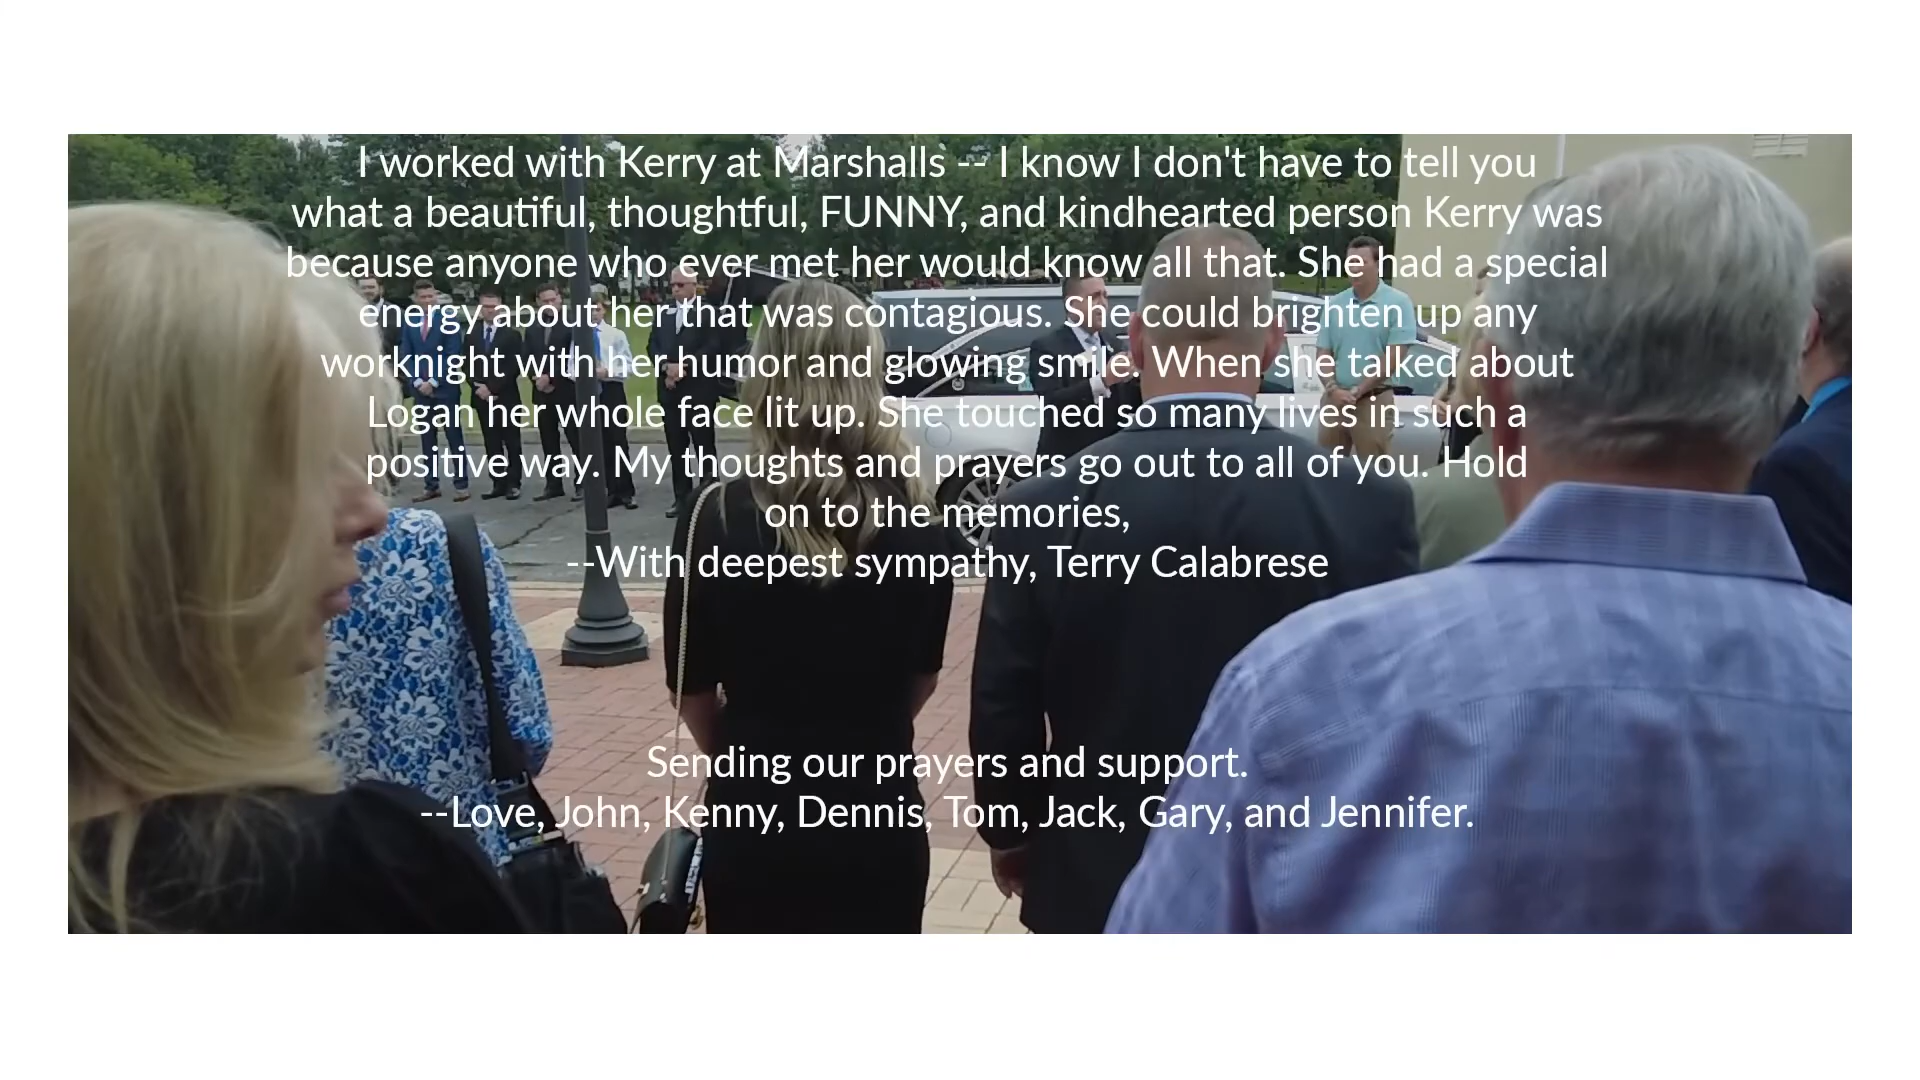 I worked with Kerry at Marshalls -- I know I don't have to tell you
what a beautiful, thoughtful, FUNNY, and kindhearted person Kerry was
because anyone who ever met her would know all that. She had a special
energy about her that was contagious. She could brighten up any
worknight with her humor and glowing smile. When she talked about
Logan her whole face lit up. She touched so many lives in such a
positive way. My thoughts and prayers go out to all of you. Hold
on to the memories,
--With deepest sympathy, Terry Calabrese
Sending our prayers and support.
--Love, John, Kenny, Dennis, Tom, Jack, Gary, and Jennifer.